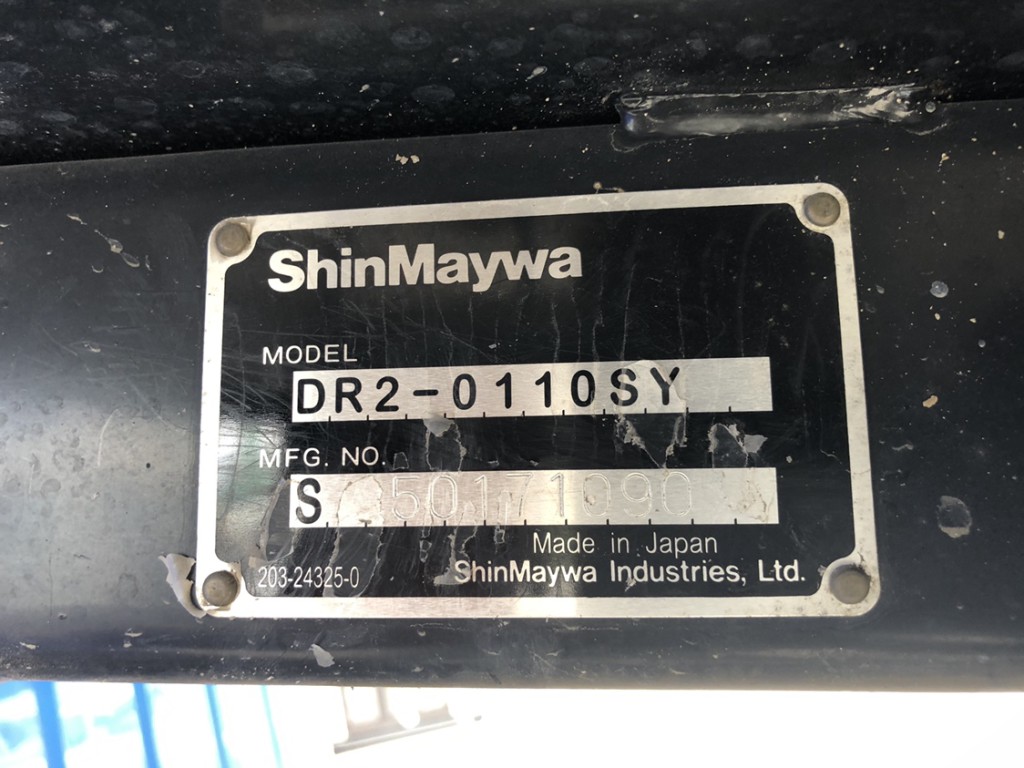 ShinMaywa
MODEL
DR2-0110SY
MFG. NO.
S 50171090
Made in Japan
203-24325-0
ShinMaywa Industries, Ltd.